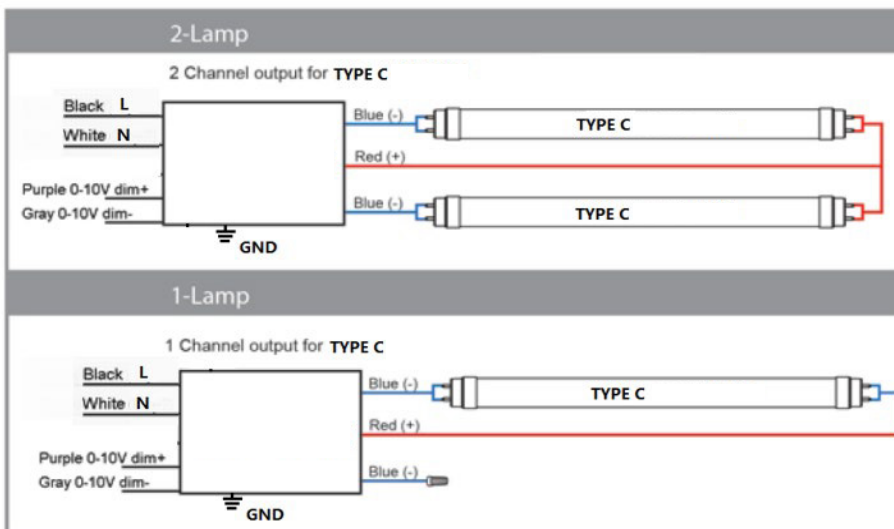 2-Lamp
2 Channel output for TYPE C
Black L
White N
Purple 0-10V dim+
Gray 0-10V dim-
GND
Blue (-)
TYPE C
Red (+)
Blue (-)
TYPE C
1-Lamp
1 Channel output for TYPE C
Black L
White N
Purple 0-10V dim+
Gray 0-10V dim-
GND
Blue (-)
TYPE C
Red (+)
Blue (-)